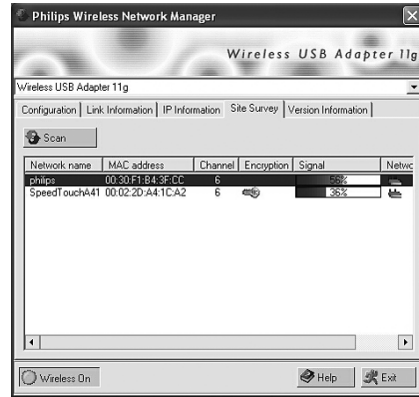 Philips Wireless Network Manager
Wireless USB Adapter 11g
Wireless USB Adapter 11g
Configuration Link Information IP Information Site Survey Version Information
Scan
Network name MAC address Channel Encryption Signal Netwo
philips 00:30:F1:B4:3F:CC 6 56%
SpeedTouchA41 00:02:2D:A4:1C:A2 6 36%
Wireless On Help Exit